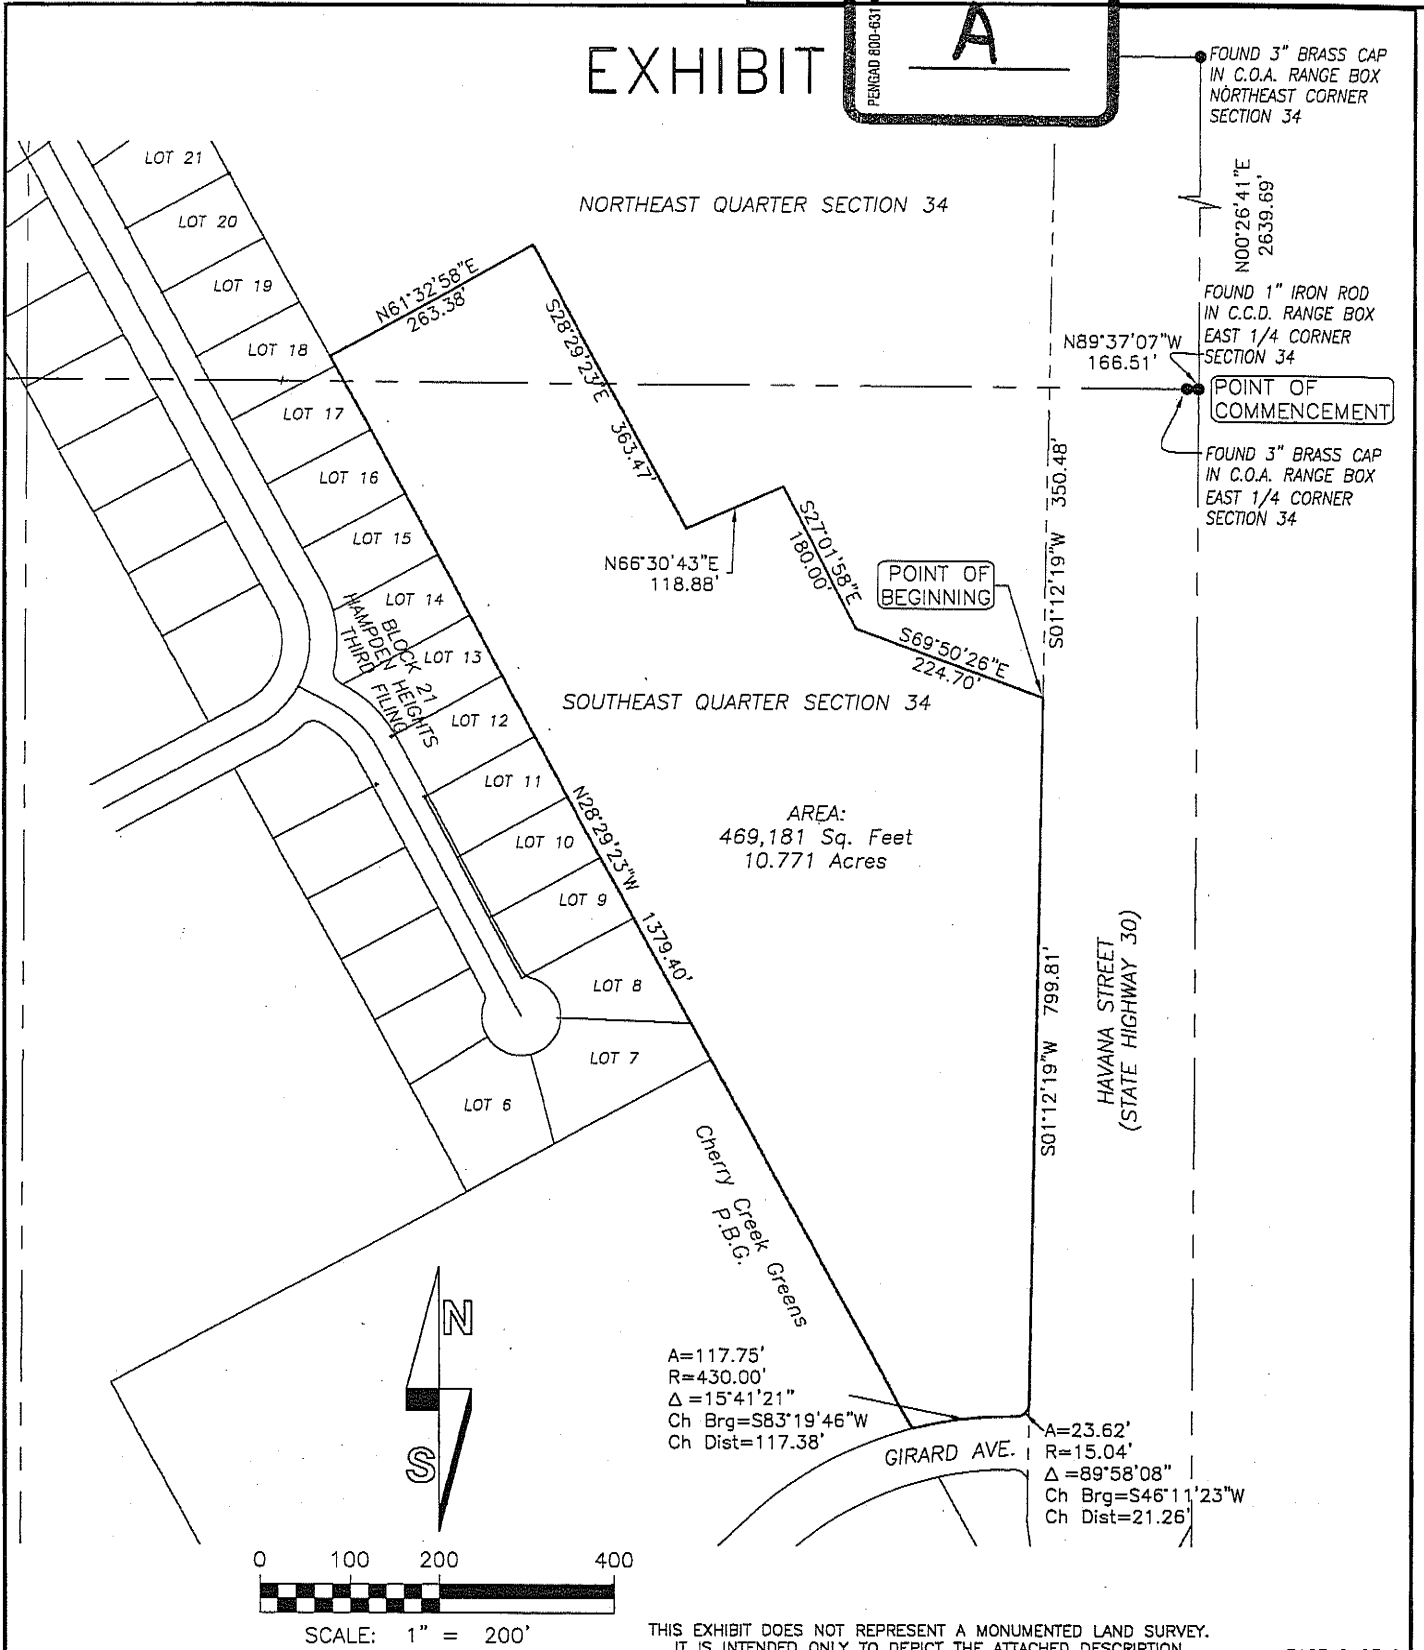 EXHIBIT
PENGAD 800-631
A
FOUND 3" BRASS CAP
IN C.O.A. RANGE BOX
NORTHEAST CORNER
SECTION 34
N00°26'41"E
2639.69'
NORTHEAST QUARTER SECTION 34
LOT 21
LOT 20
LOT 19
LOT 18
LOT 17
LOT 16
LOT 15
LOT 14
LOT 13
LOT 12
LOT 11
LOT 10
LOT 9
LOT 8
LOT 7
LOT 6
N61°32'58"E
263.38'
S28°29'23"E
363.47'
FOUND 1" IRON ROD
IN C.C.D. RANGE BOX
EAST 1/4 CORNER
SECTION 34
N89°37'07"W
166.51'
POINT OF
COMMENCEMENT
FOUND 3" BRASS CAP
IN C.O.A. RANGE BOX
EAST 1/4 CORNER
SECTION 34
S01°12'19"W 350.48'
N66°30'43"E
118.88'
S27°01'58"E
180.00'
POINT OF
BEGINNING
S69°50'26"E
224.70'
BLOCK 21
HAMPDEN HEIGHTS
THIRD FILING
SOUTHEAST QUARTER SECTION 34
N28°29'23"W 1379.40'
AREA:
469,181 Sq. Feet
10.771 Acres
S01°12'19"W 799.81'
HAVANA STREET
(STATE HIGHWAY 30)
Cherry Creek Greens
P.B.G.
N
S
A=117.75'
R=430.00'
Δ=15°41'21"
Ch Brg=S83°19'46"W
Ch Dist=117.38'
GIRARD AVE.
A=23.62'
R=15.04'
Δ=89°58'08"
Ch Brg=S46°11'23"W
Ch Dist=21.26'
0 100 200 400
SCALE: 1" = 200'
THIS EXHIBIT DOES NOT REPRESENT A MONUMENTED LAND SURVEY.
IT IS INTENDED ONLY TO DEPICT THE ATTACHED DESCRIPTION